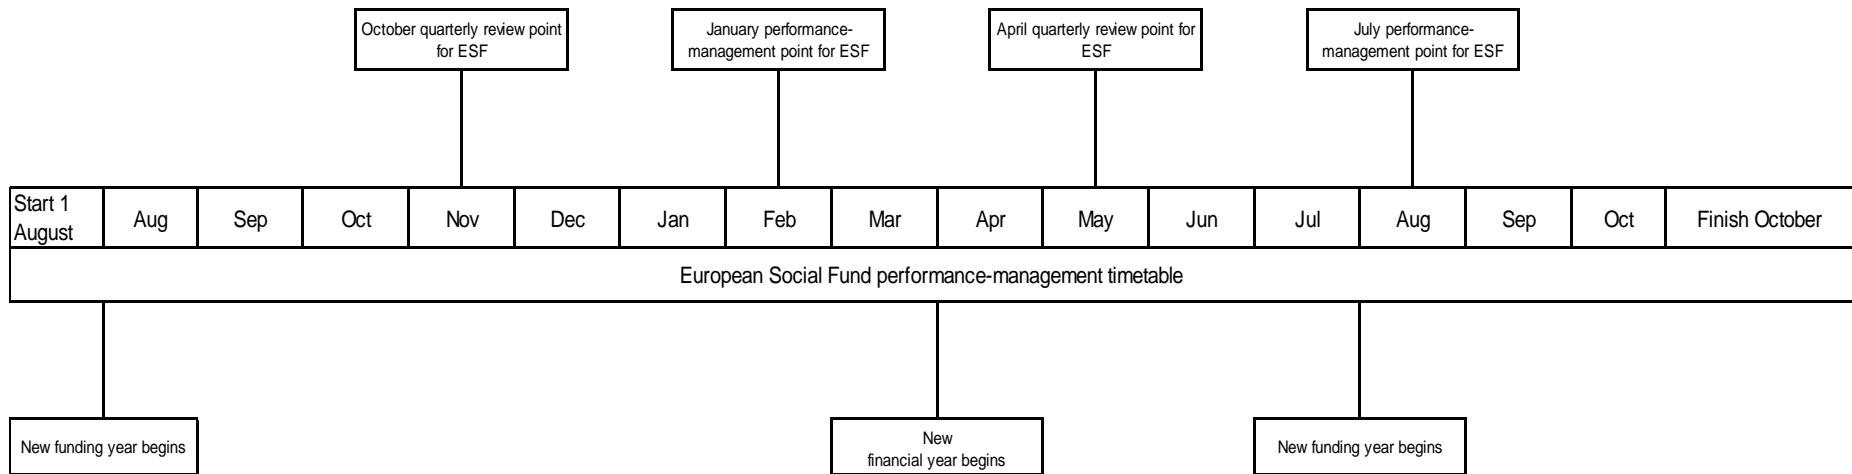 October quarterly review point
for ESF
January performance-
management point for ESF
April quarterly review point for
ESF
July performance-
management point for ESF
Start 1
August
Aug
Sep
Oct
Nov
Dec
Jan
Feb
Mar
Apr
May
Jun
Jul
Aug
Sep
Oct
Finish October
European Social Fund performance-management timetable
New funding year begins
New
financial year begins
New funding year begins